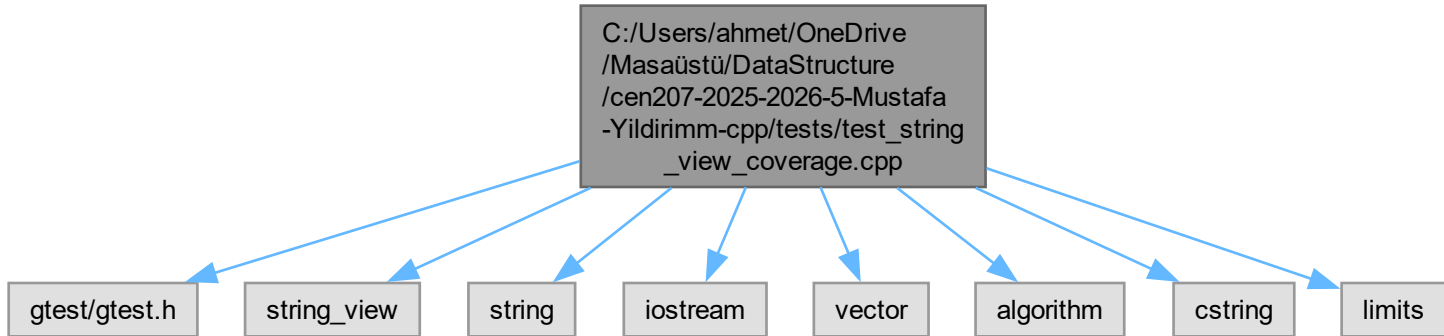 C:/Users/ahmet/OneDrive
/Masaüstü/DataStructure
/cen207-2025-2026-5-Mustafa
-Yildirimm-cpp/tests/test_string
_view_coverage.cpp
gtest/gtest.h
string_view
string
iostream
vector
algorithm
cstring
limits